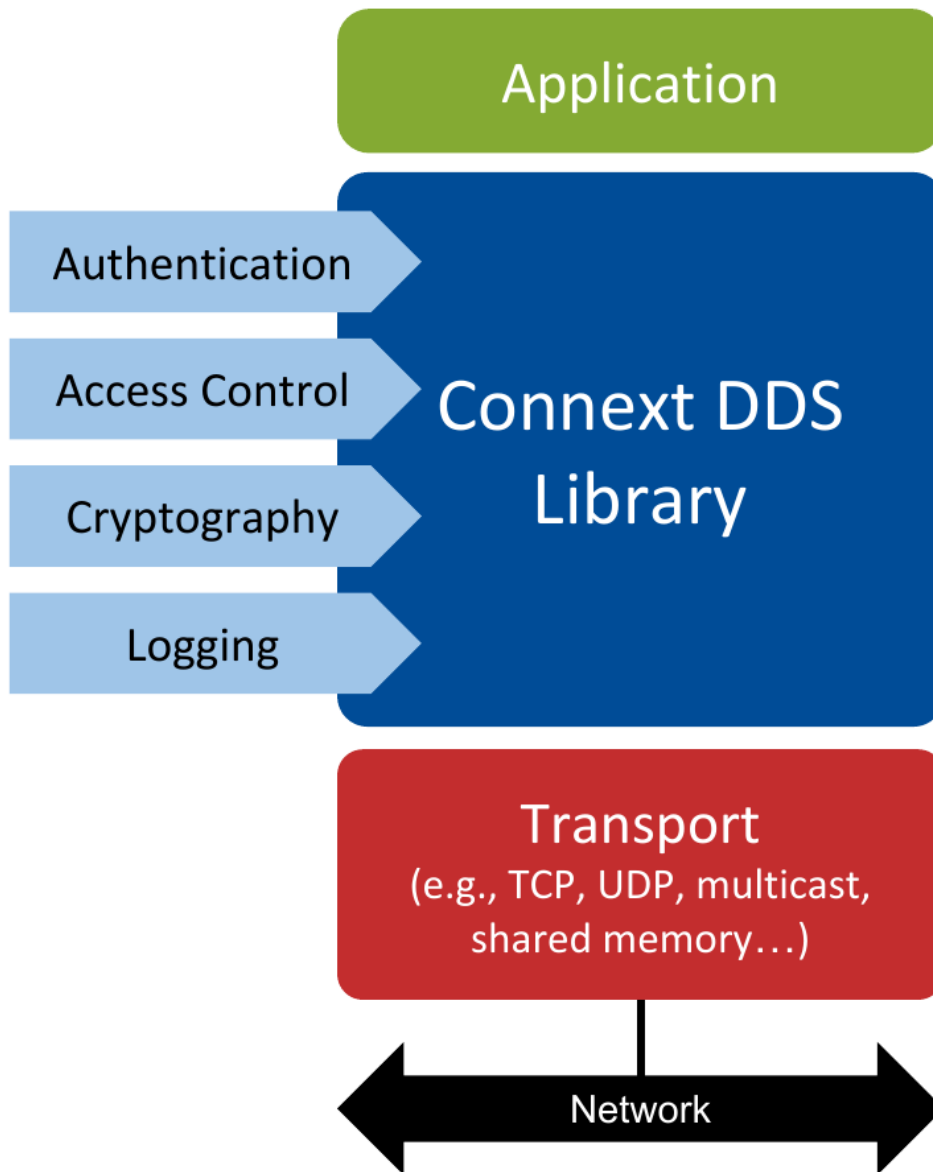 Application
Authentication
Access Control
Connext DDS
Library
Cryptography
Logging
Transport
(e.g., TCP, UDP, multicast,
shared memory…)
Network